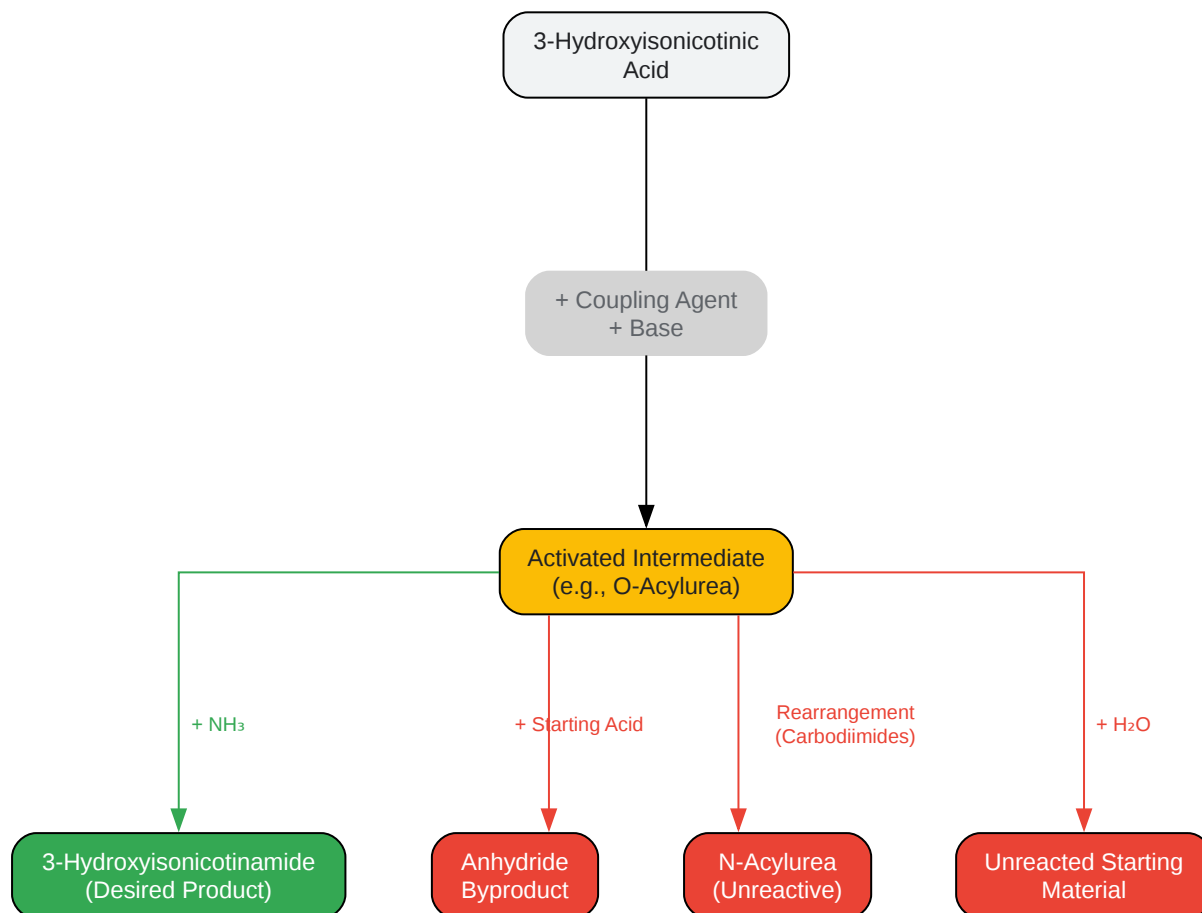 3-Hydroxyisonicotinic
Acid
+ Coupling Agent
+ Base
Activated Intermediate
(e.g., O-Acylurea)
+ NH₃
+ Starting Acid
Rearrangement
(Carbodiimides)
+ H₂O
3-Hydroxyisonicotinamide
(Desired Product)
Anhydride
Byproduct
N-Acylurea
(Unreactive)
Unreacted Starting
Material